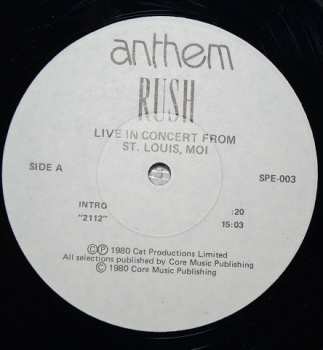 anthem
RUSH
LIVE IN CONCERT FROM
ST. LOUIS, MOI
SIDE A
SPE-003
INTRO :20
"2112" 15:03
©℗ 1980 Cat Productions Limited
All selections published by Core Music Publishing
© 1980 Core Music Publishing